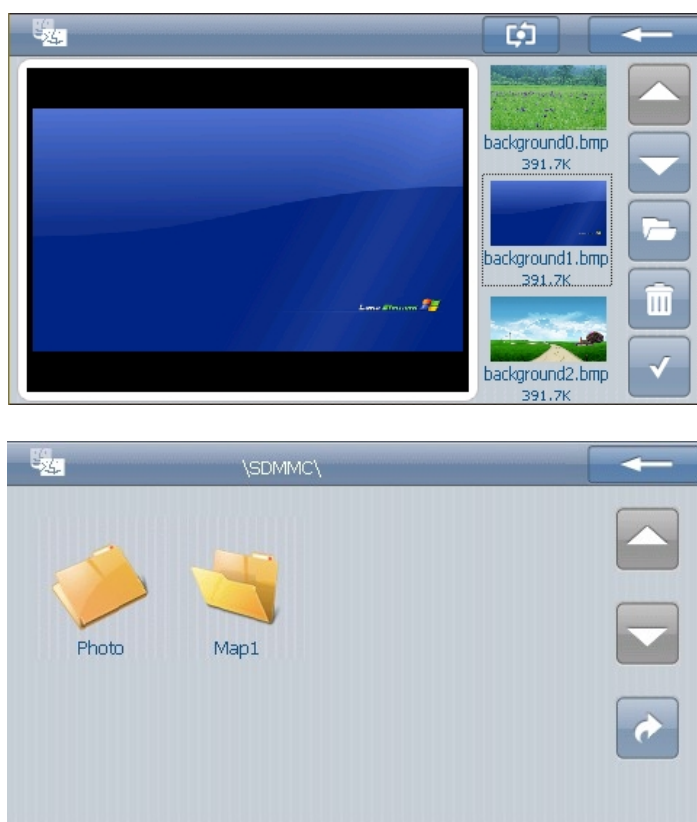 background0.bmp
391.7K
background1.bmp
391.7K
background2.bmp
391.7K
\SDMMC\
Photo
Map1